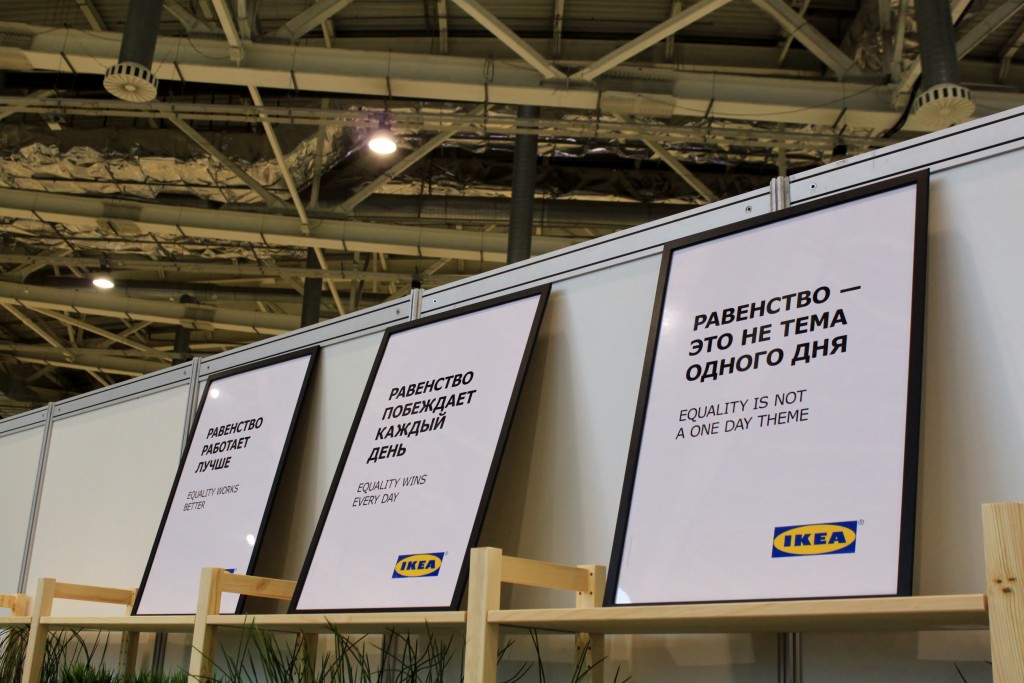 РАВЕНСТВО
РАБОТАЕТ
ЛУЧШЕ
EQUALITY WORKS
BETTER
РАВЕНСТВО
ПОБЕЖДАЕТ
КАЖДЫЙ
ДЕНЬ
EQUALITY WINS
EVERY DAY
IKEA
РАВЕНСТВО —
ЭТО НЕ ТЕМА
ОДНОГО ДНЯ
EQUALITY IS NOT
A ONE DAY THEME
IKEA®